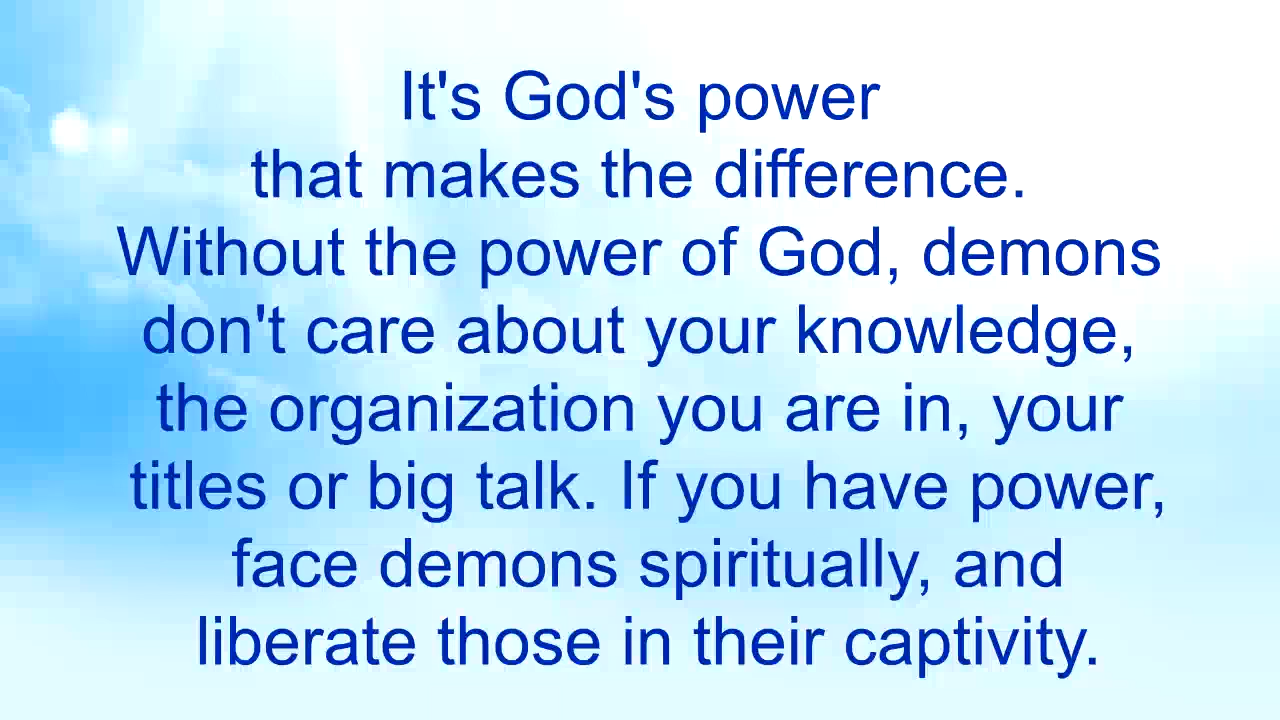 It's God's power
that makes the difference.
Without the power of God, demons
don't care about your knowledge,
the organization you are in, your
titles or big talk. If you have power,
face demons spiritually, and
liberate those in their captivity.